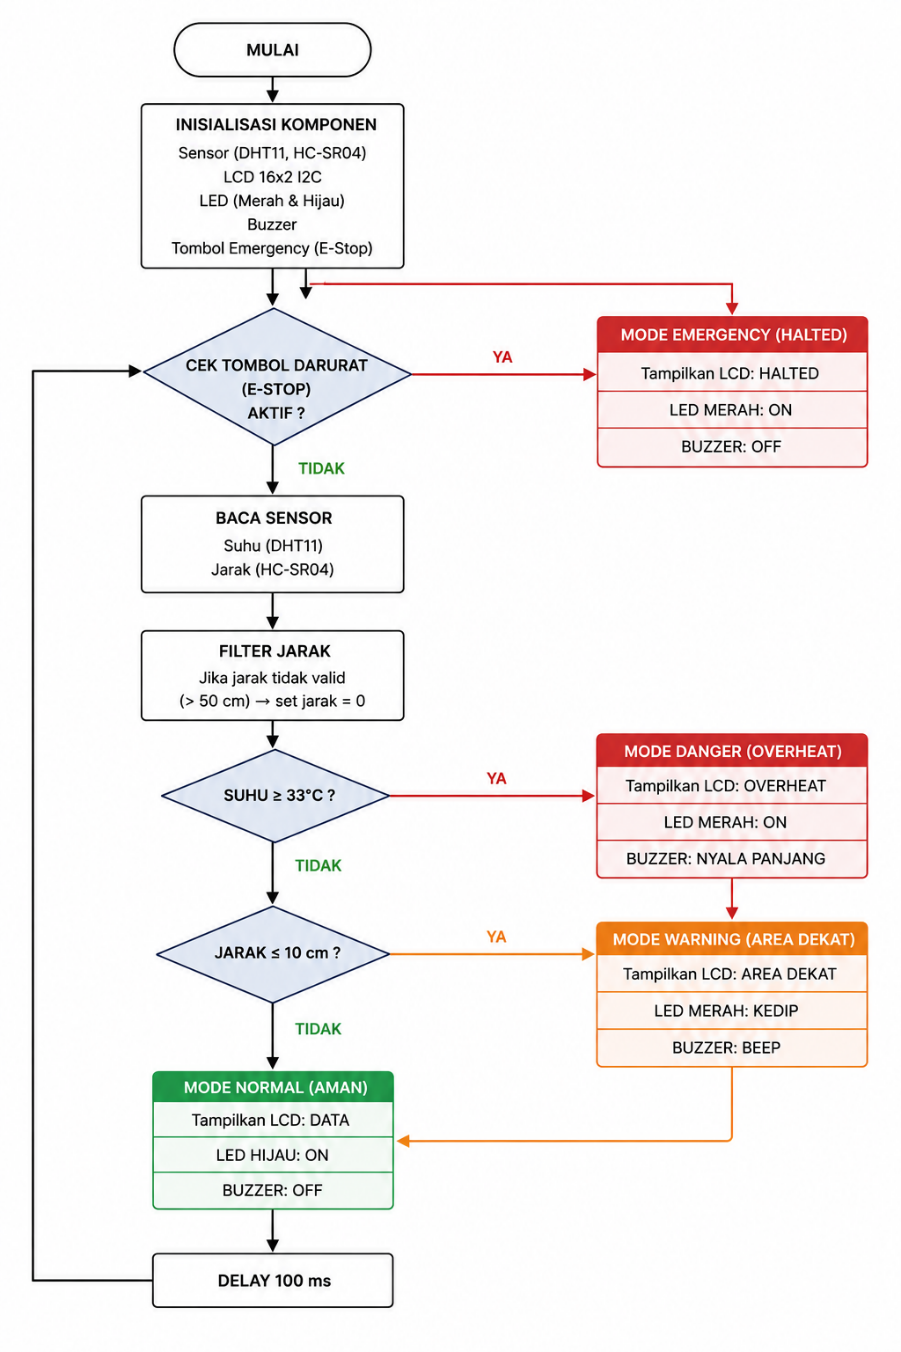 MULAI
INISIALISASI KOMPONEN
Sensor (DHT11, HC-SR04)
LCD 16x2 I2C
LED (Merah & Hijau)
Buzzer
Tombol Emergency (E-Stop)
CEK TOMBOL DARURAT
(E-STOP)
AKTIF ?
YA
MODE EMERGENCY (HALTED)
Tampilkan LCD: HALTED
LED MERAH: ON
BUZZER: OFF
TIDAK
BACA SENSOR
Suhu (DHT11)
Jarak (HC-SR04)
FILTER JARAK
Jika jarak tidak valid
(> 50 cm) → set jarak = 0
SUHU ≥ 33°C ?
YA
MODE DANGER (OVERHEAT)
Tampilkan LCD: OVERHEAT
LED MERAH: ON
BUZZER: NYALA PANJANG
TIDAK
JARAK ≤ 10 cm ?
YA
MODE WARNING (AREA DEKAT)
Tampilkan LCD: AREA DEKAT
LED MERAH: KEDIP
BUZZER: BEEP
TIDAK
MODE NORMAL (AMAN)
Tampilkan LCD: DATA
LED HIJAU: ON
BUZZER: OFF
DELAY 100 ms